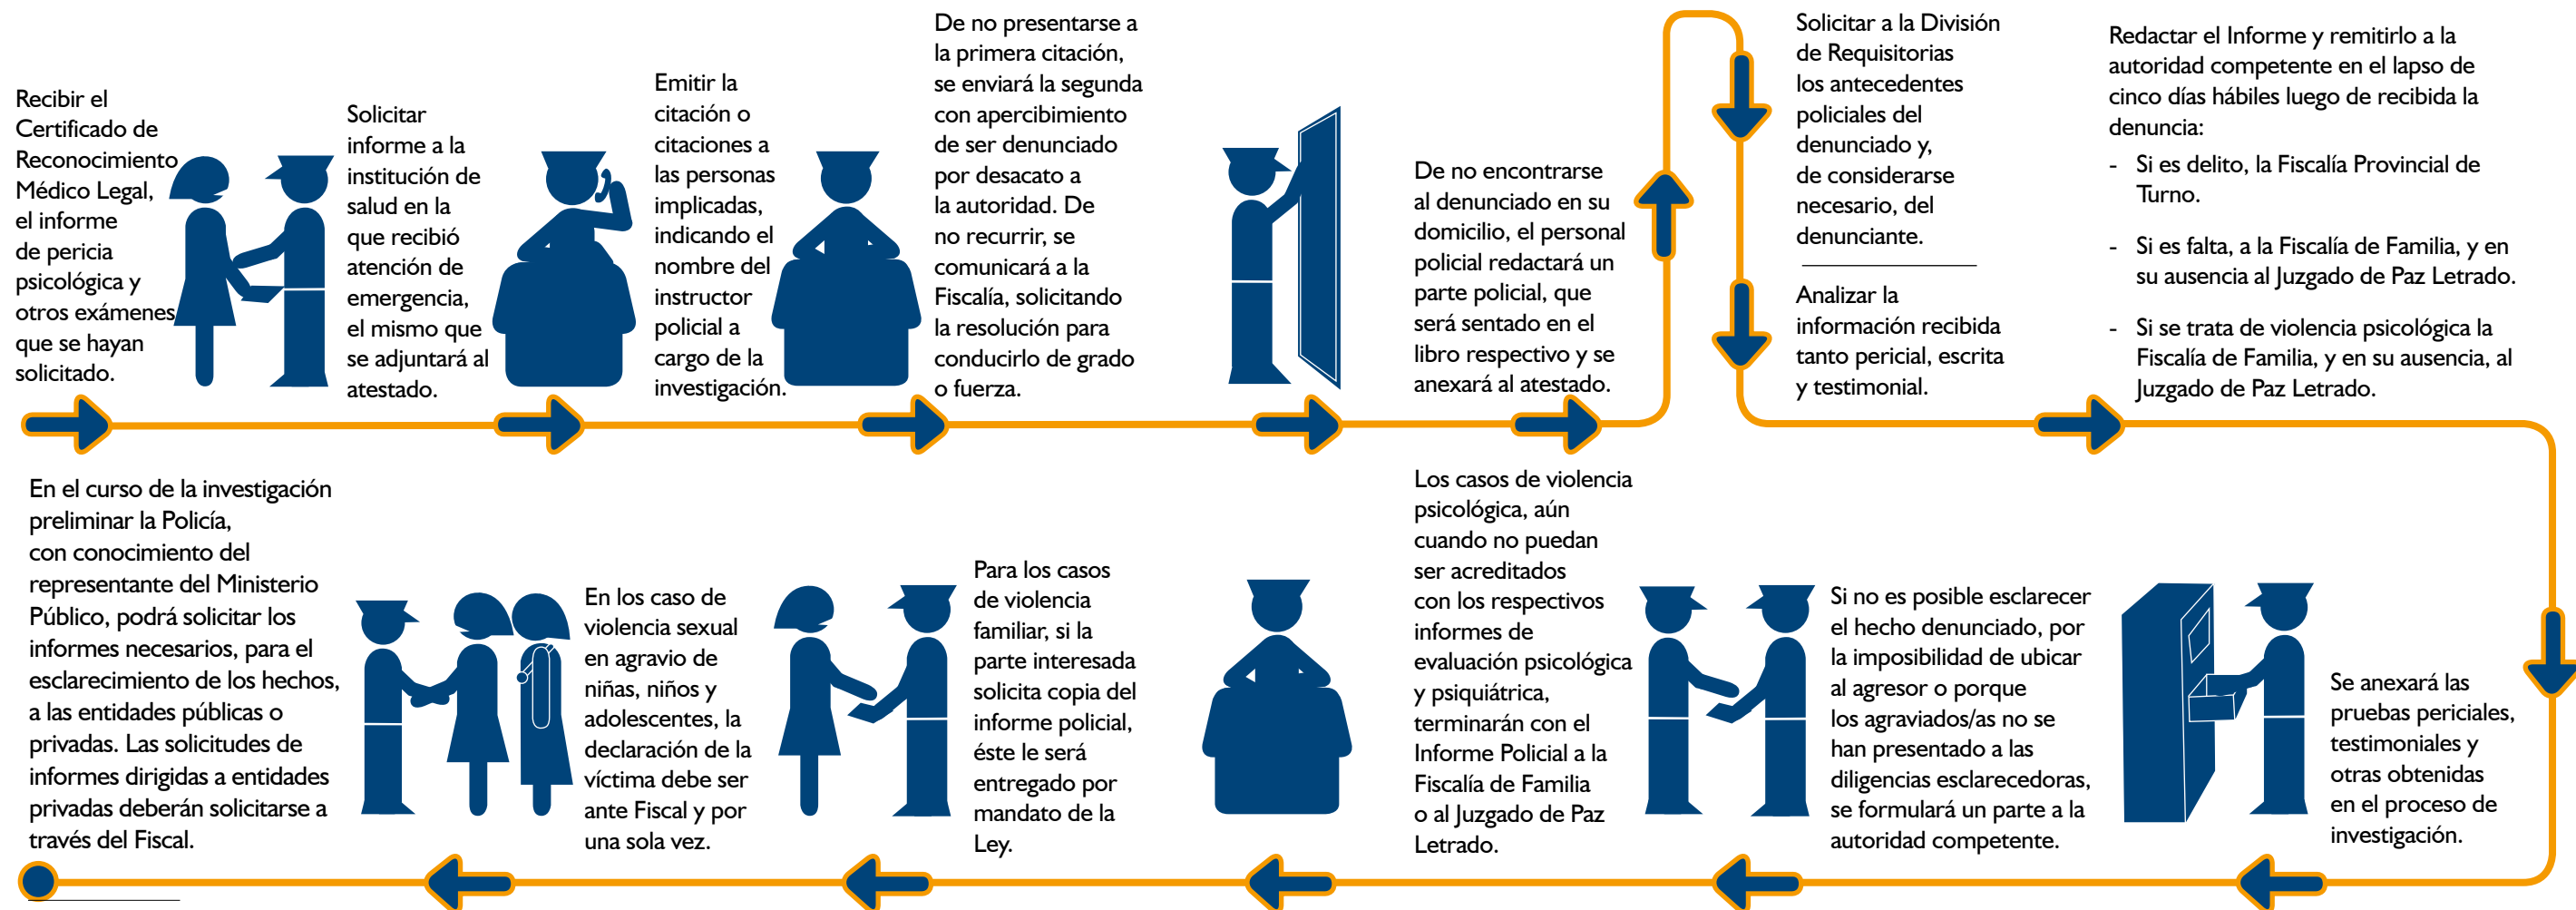 Recibir el
Certificado de
Reconocimiento
Médico Legal,
el informe
de pericia
psicológica y
otros exámenes
que se hayan
solicitado.
Solicitar
informe a la
institución de
salud en la
que recibió
atención de
emergencia,
el mismo que
se adjuntará al
atestado.
Emitir la
citación o
citaciones a
las personas
implicadas,
indicando el
nombre del
instructor
policial a
cargo de la
investigación.
De no presentarse a
la primera citación,
se enviará la segunda
con apercibimiento
de ser denunciado
por desacato a
la autoridad. De
no recurrir, se
comunicará a la
Fiscalía, solicitando
la resolución para
conducirlo de grado
o fuerza.
De no encontrarse
al denunciado en su
domicilio, el personal
policial redactará un
parte policial, que
será sentado en el
libro respectivo y se
anexará al atestado.
Solicitar a la División
de Requisitorias
los antecedentes
policiales del
denunciado y,
de considerarse
necesario, del
denunciante.
Analizar la
información recibida
tanto pericial, escrita
y testimonial.
Redactar el Informe y remitirlo a la
autoridad competente en el lapso de
cinco días hábiles luego de recibida la
denuncia:
- Si es delito, la Fiscalía Provincial de
Turno.
- Si es falta, a la Fiscalía de Familia, y en
su ausencia al Juzgado de Paz Letrado.
- Si se trata de violencia psicológica la
Fiscalía de Familia, y en su ausencia, al
Juzgado de Paz Letrado.
Se anexará las
pruebas periciales,
testimoniales y
otras obtenidas
en el proceso de
investigación.
Si no es posible esclarecer
el hecho denunciado, por
la imposibilidad de ubicar
al agresor o porque
los agraviados/as no se
han presentado a las
diligencias esclarecedoras,
se formulará un parte a la
autoridad competente.
Los casos de violencia
psicológica, aún
cuando no puedan
ser acreditados
con los respectivos
informes de
evaluación psicológica
y psiquiátrica,
terminarán con el
Informe Policial a la
Fiscalía de Familia
o al Juzgado de Paz
Letrado.
Para los casos
de violencia
familiar, si la
parte interesada
solicita copia del
informe policial,
éste le será
entregado por
mandato de la
Ley.
En los caso de
violencia sexual
en agravio de
niñas, niños y
adolescentes, la
declaración de la
víctima debe ser
ante Fiscal y por
una sola vez.
En el curso de la investigación
preliminar la Policía,
con conocimiento del
representante del Ministerio
Público, podrá solicitar los
informes necesarios, para el
esclarecimiento de los hechos,
a las entidades públicas o
privadas. Las solicitudes de
informes dirigidas a entidades
privadas deberán solicitarse a
través del Fiscal.